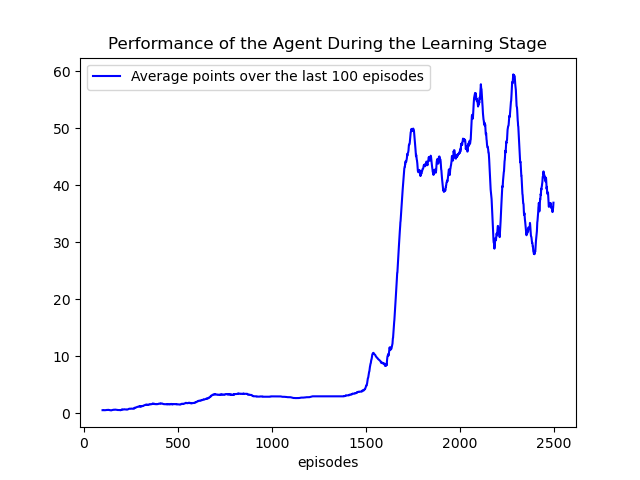 Performance of the Agent During the Learning Stage
Average points over the last 100 episodes
60
50
40
30
20
10
0
0 500 1000 1500 2000 2500
episodes